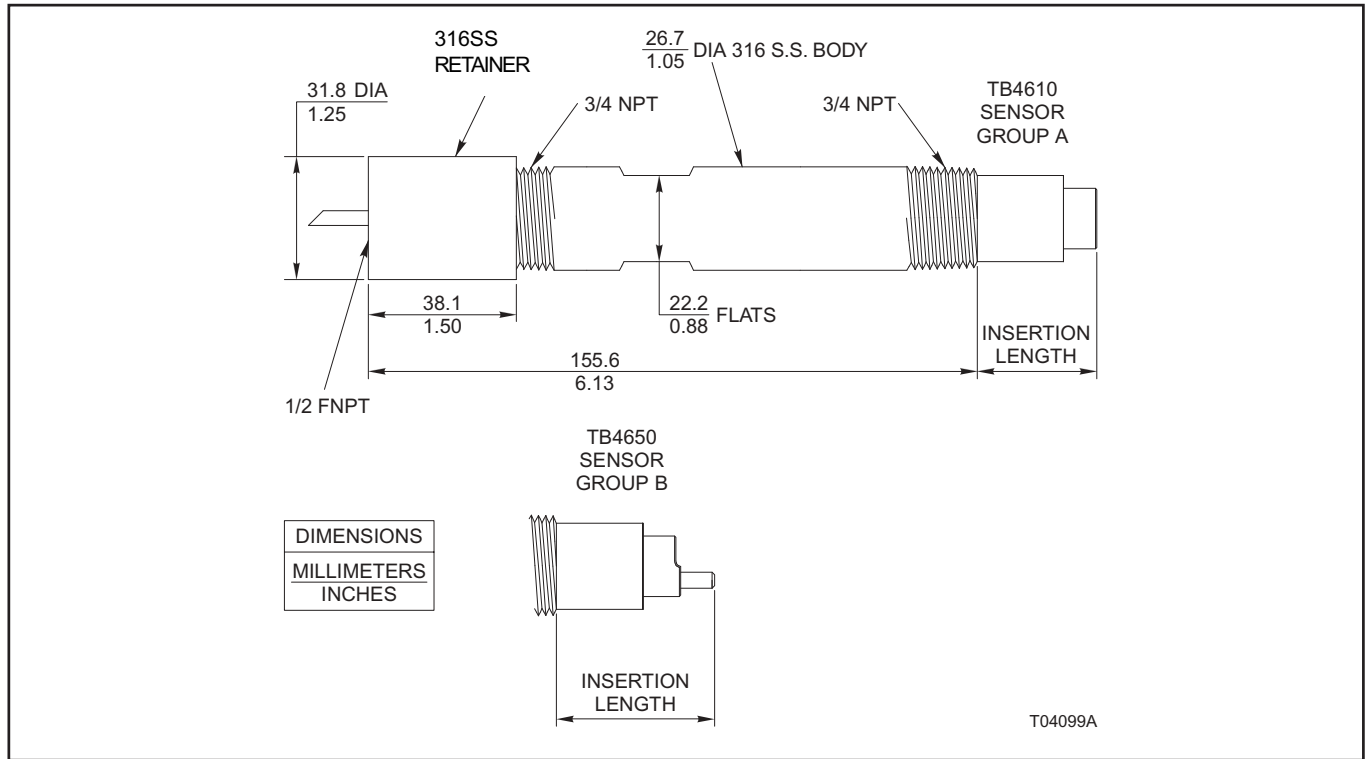 316SS
RETAINER
26.7
1.05
DIA 316 S.S. BODY
31.8 DIA
1.25
3/4 NPT
3/4 NPT
TB4610
SENSOR
GROUP A
38.1
1.50
22.2
0.88
FLATS
INSERTION
LENGTH
155.6
6.13
1/2 FNPT
TB4650
SENSOR
GROUP B
DIMENSIONS
MILLIMETERS
INCHES
INSERTION
LENGTH
T04099A